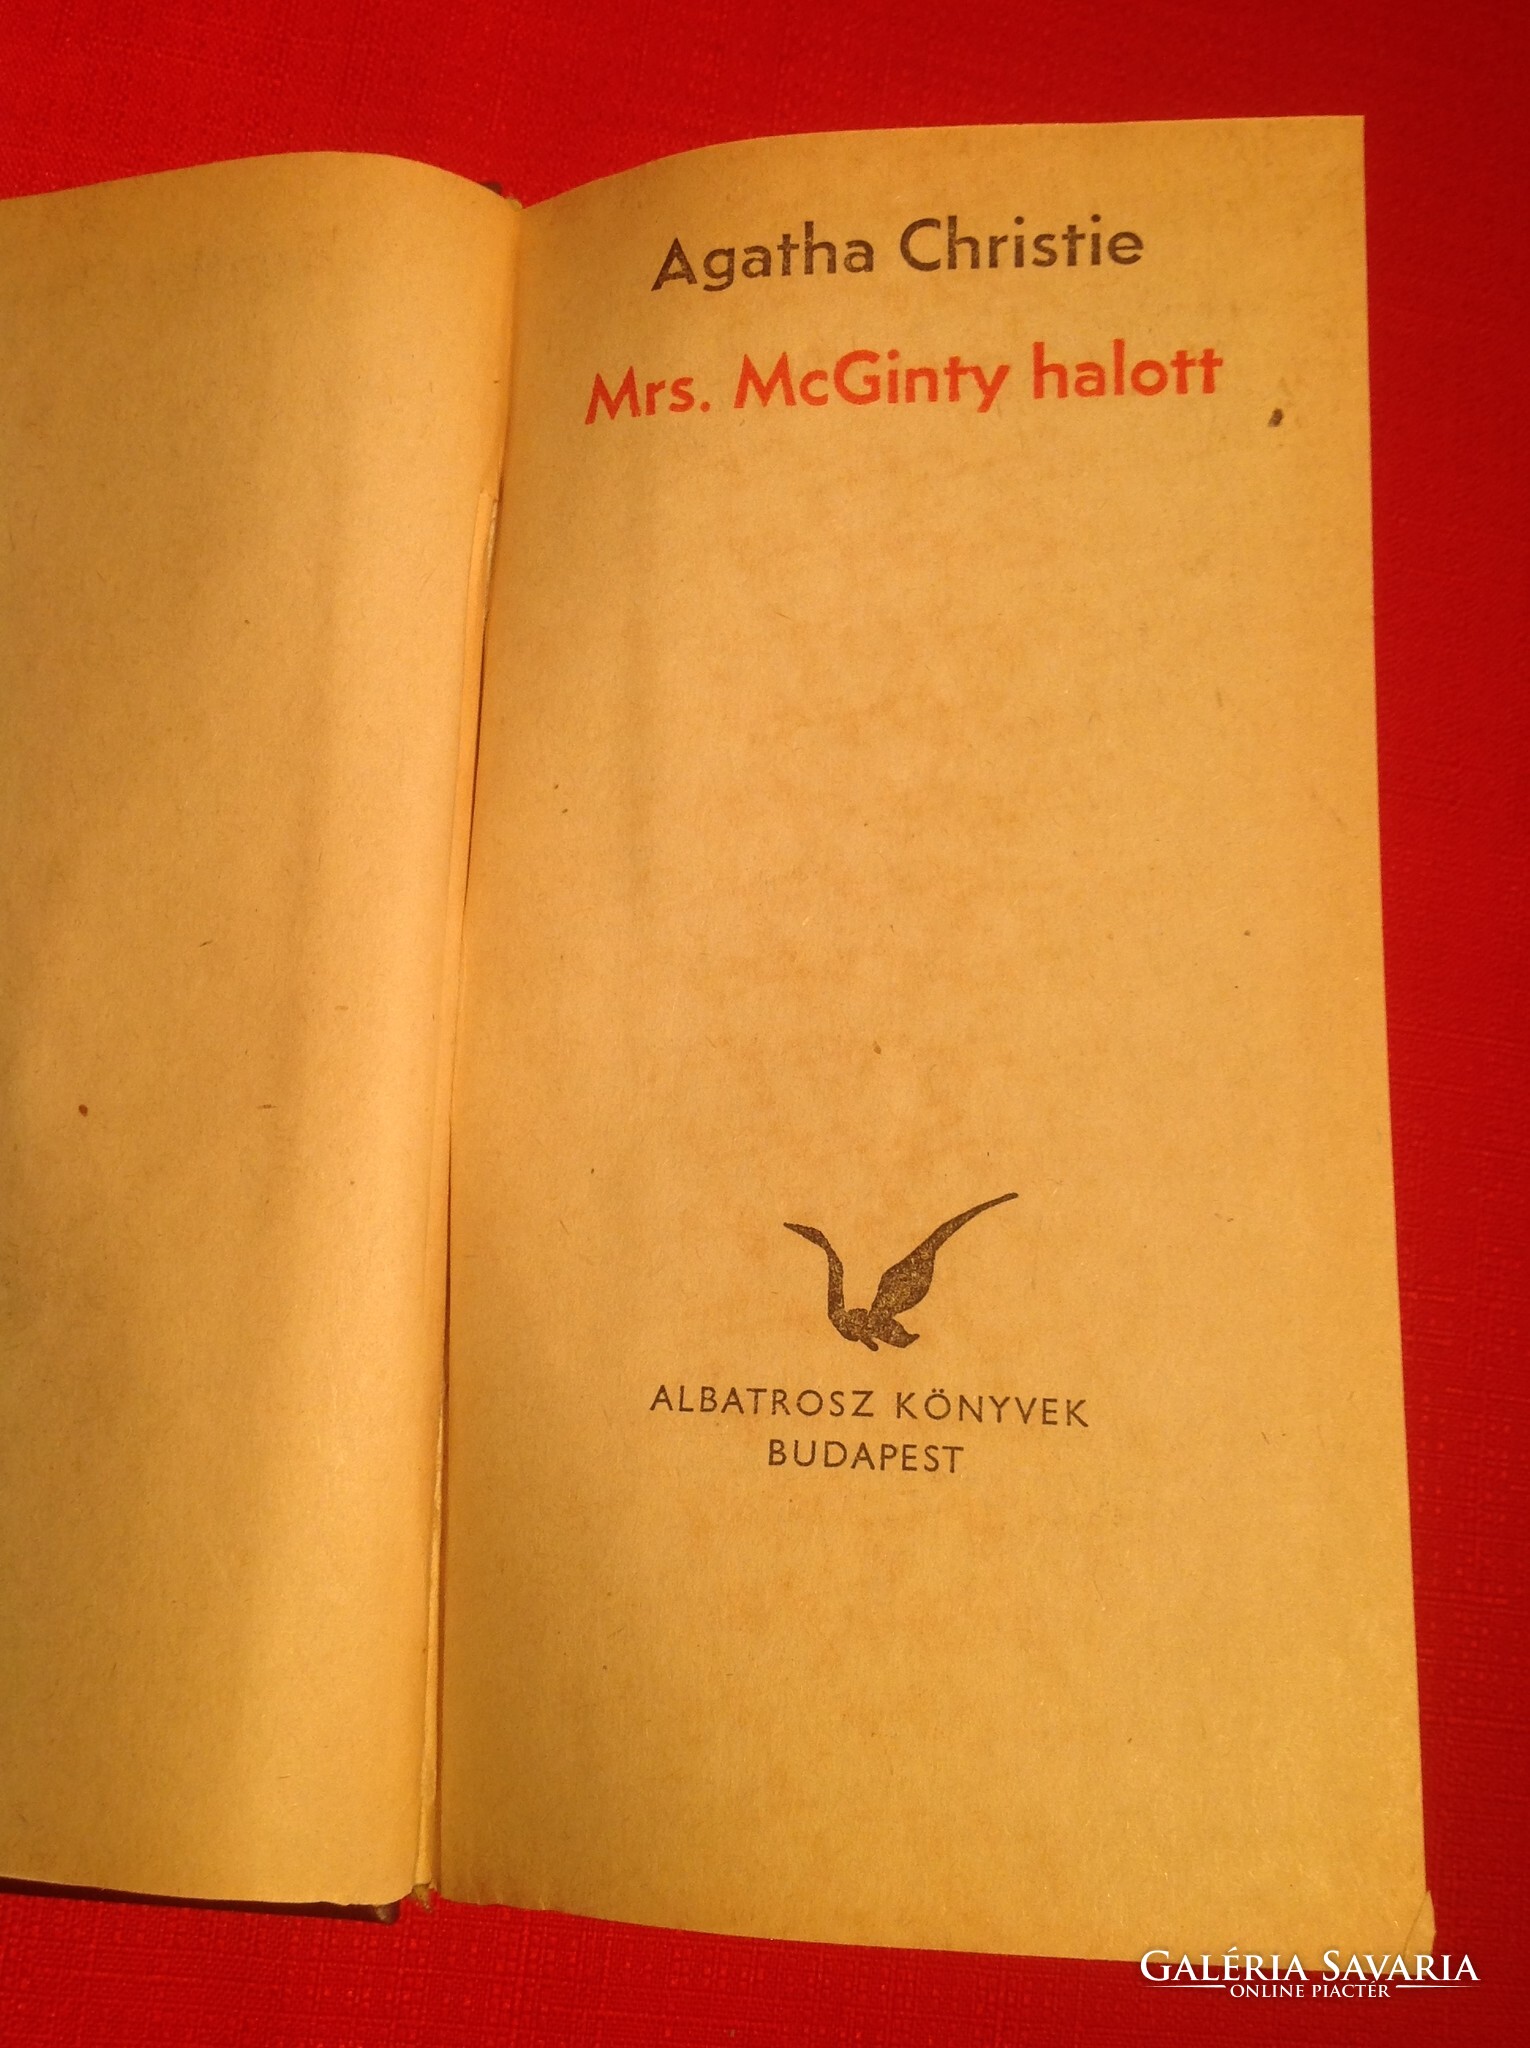 Agatha Christie
Mrs. McGinty halott
ALBATROSZ KÖNYVEK
BUDAPEST
GALÉRIA SAVARIA
ONLINE PIACTÉR